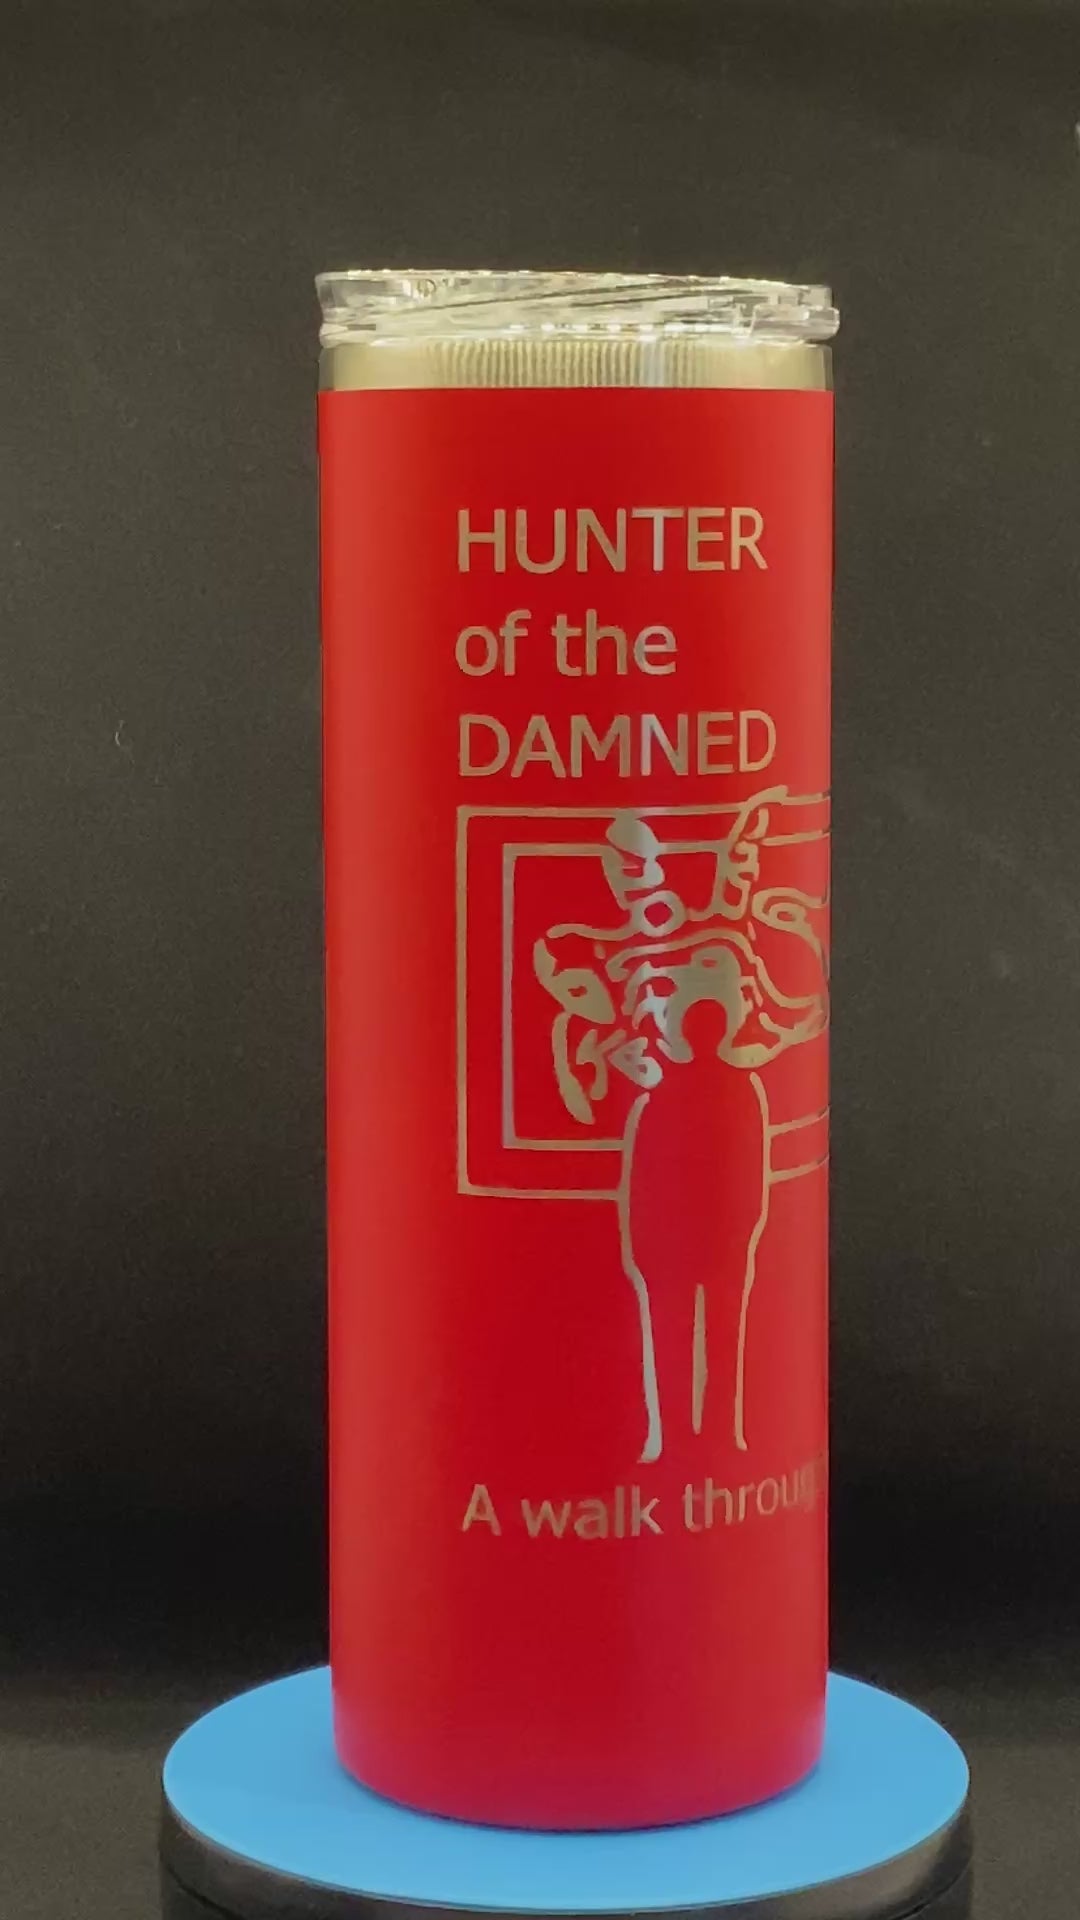 HUNTER
of the
DAMNED
A walk